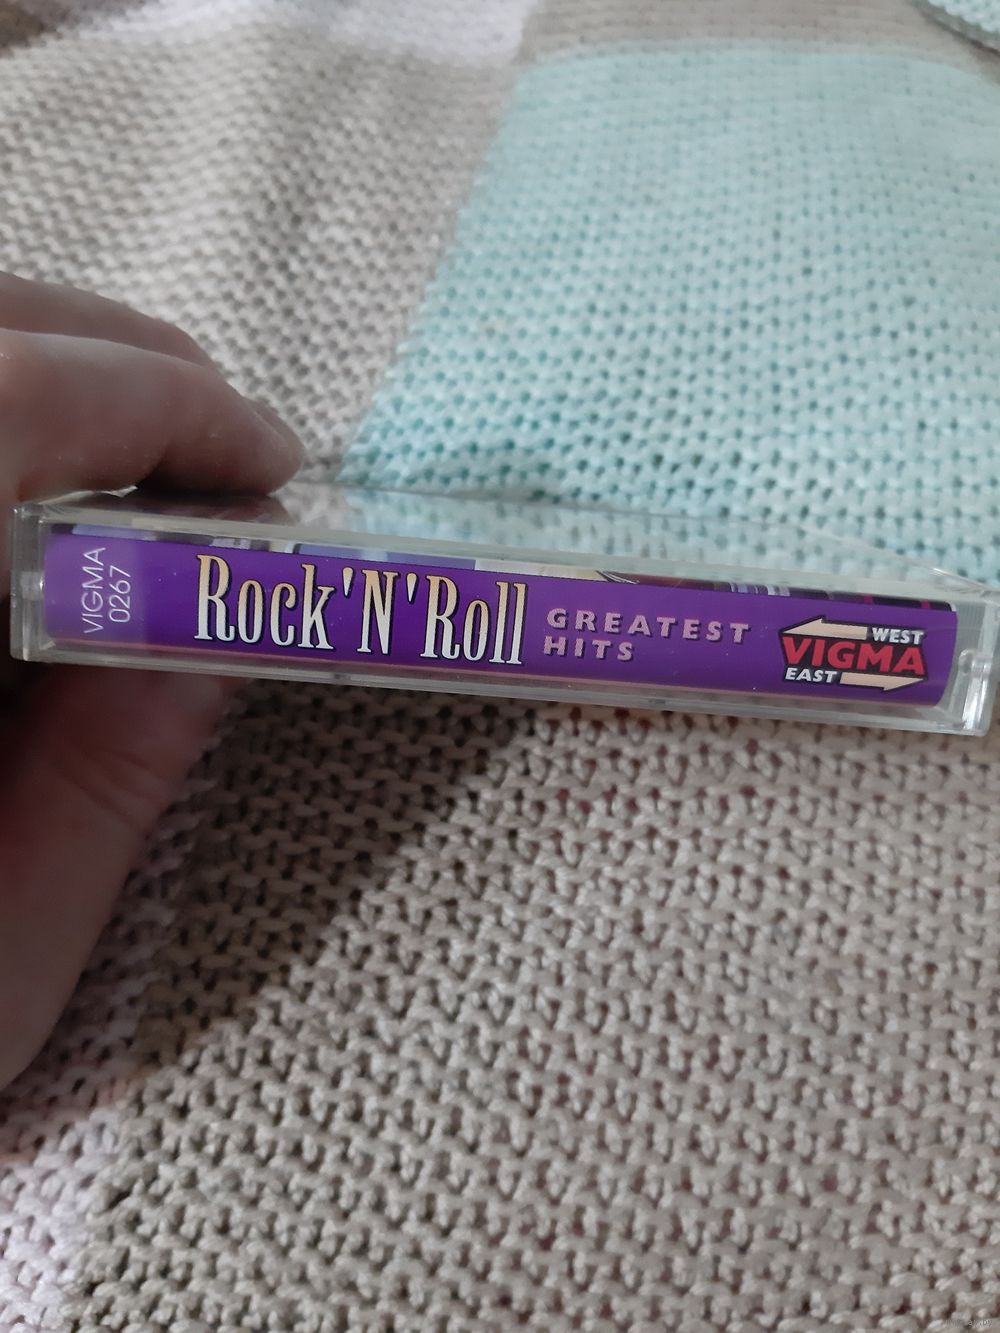 VIGMA
0267
Rock'N'Roll
GREATEST
HITS
WEST
VIGMA
EAST